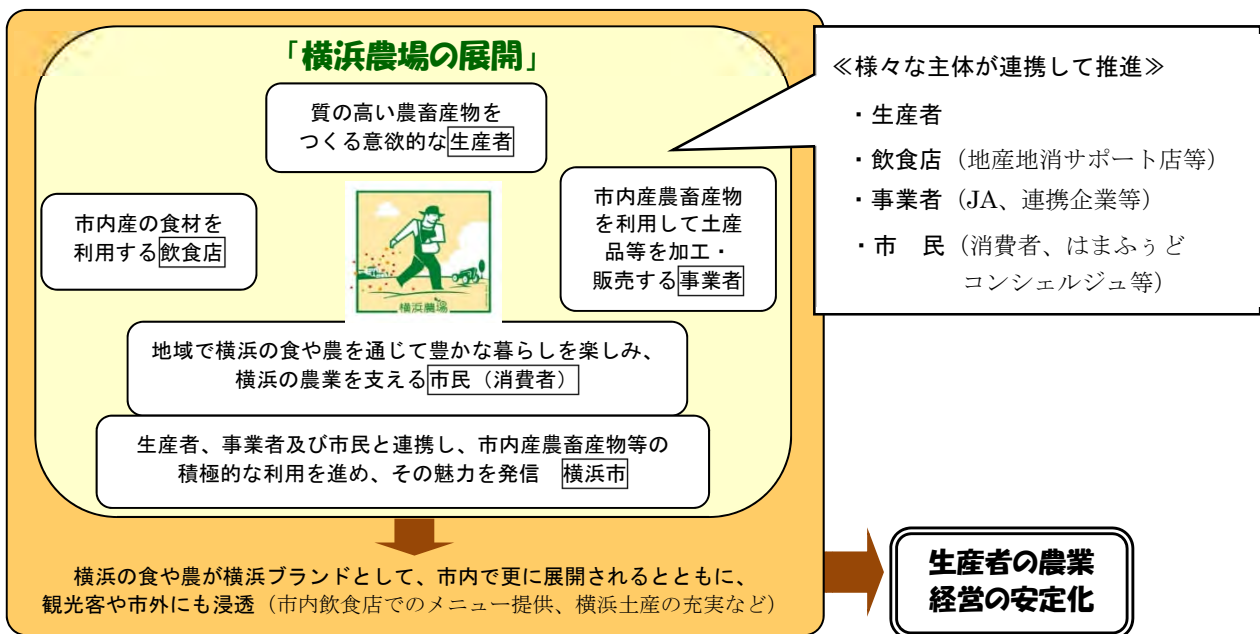 「横浜農場の展開」
質の高い農畜産物を
つくる意欲的な生産者
市内産の食材を
利用する飲食店
市内産農畜産物
を利用して土産
品等を加工・
販売する事業者
横浜農場
地域で横浜の食や農を通じて豊かな暮らしを楽しみ、
横浜の農業を支える市民（消費者）
生産者、事業者及び市民と連携し、市内産農畜産物等の
積極的な利用を進め、その魅力を発信　横浜市
横浜の食や農が横浜ブランドとして、市内で更に展開されるとともに、
観光客や市外にも浸透（市内飲食店でのメニュー提供、横浜土産の充実など）
≪様々な主体が連携して推進≫
・生産者
・飲食店（地産地消サポート店等）
・事業者（JA、連携企業等）
・市　民（消費者、はまふぅど
コンシェルジュ等）
生産者の農業
経営の安定化